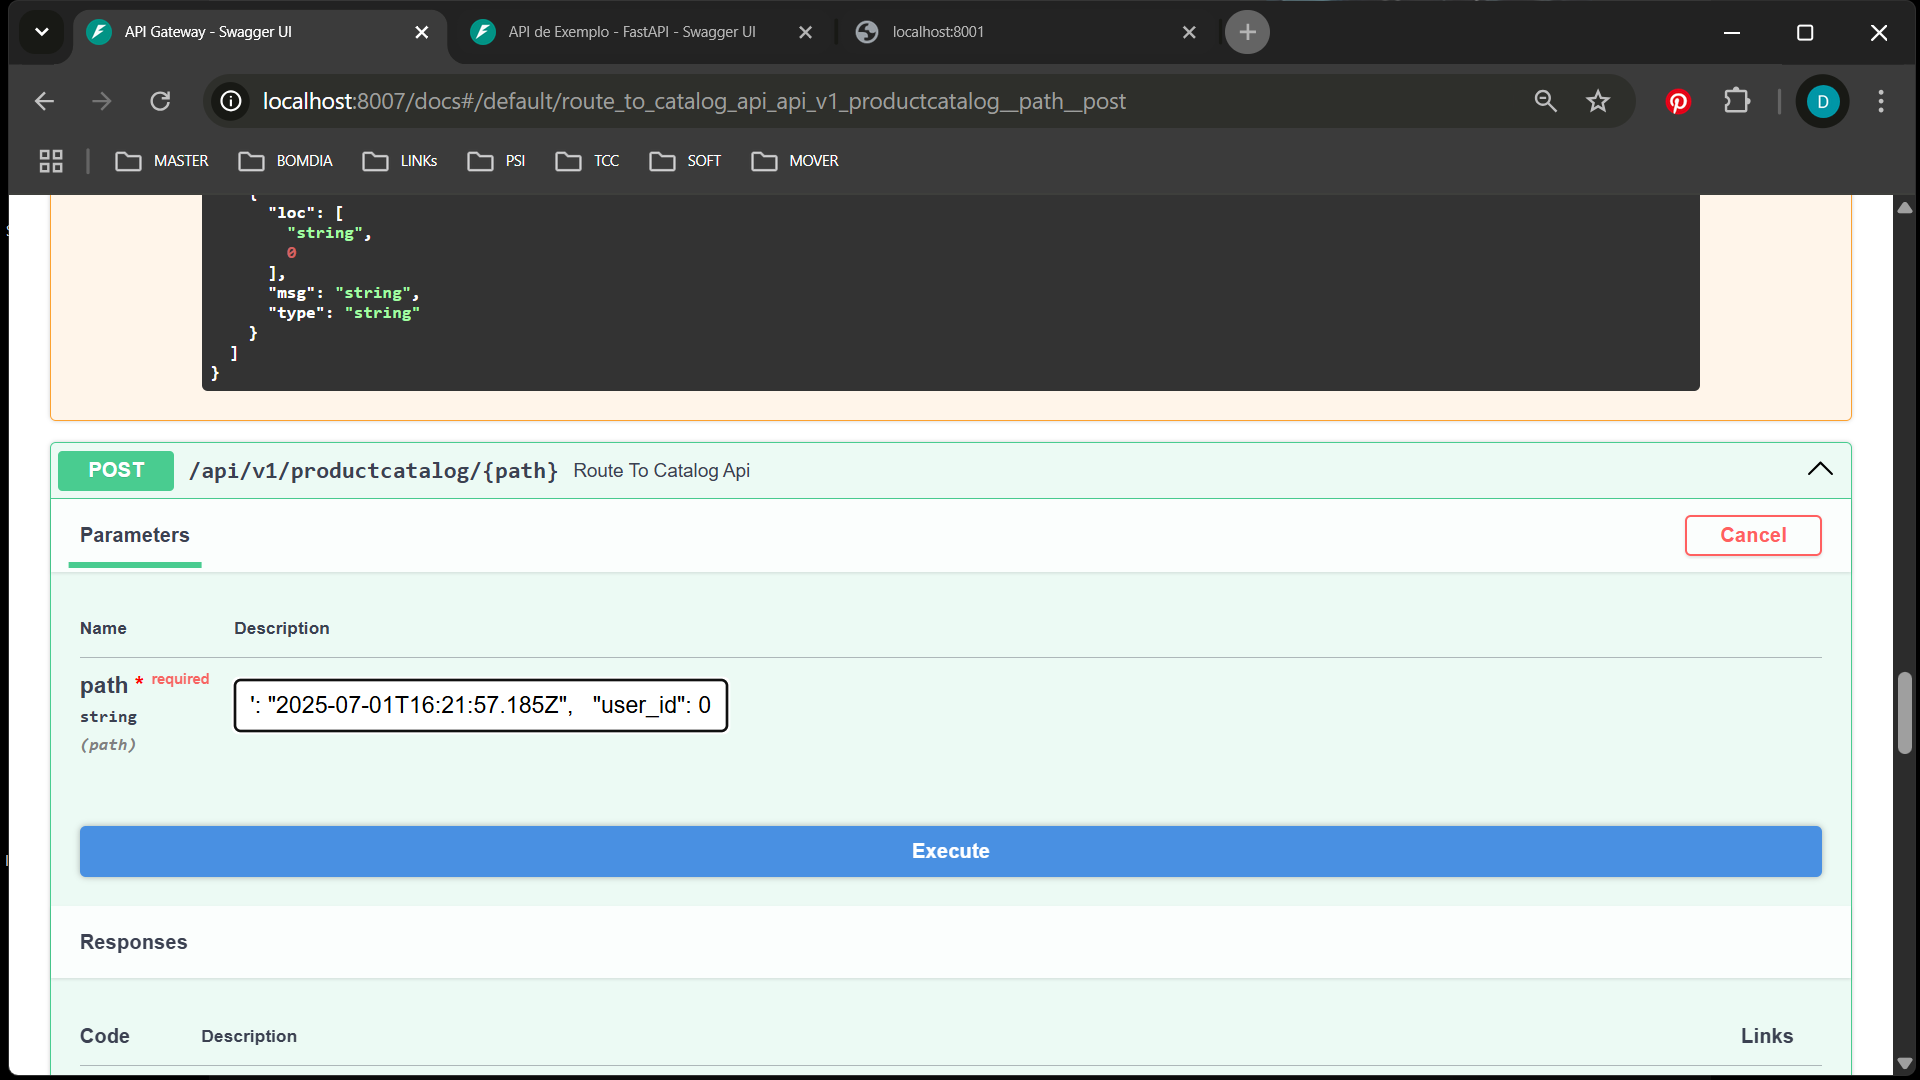 API Gateway - Swagger UI
API de Exemplo - FastAPI - Swagger UI
localhost:8001
localhost:8007/docs#/default/route_to_catalog_api_api_v1_productcatalog__path__post
D
MASTER
BOMDIA
LINKs
PSI
TCC
SOFT
MOVER
"loc": [
"string",
0
],
"msg": "string",
"type": "string"
}
]
}
POST /api/v1/productcatalog/{path} Route To Catalog Api
Parameters
Cancel
Name Description
path * required
string
(path)
': "2025-07-01T16:21:57.185Z", "user_id": 0
Execute
Responses
Code Description Links